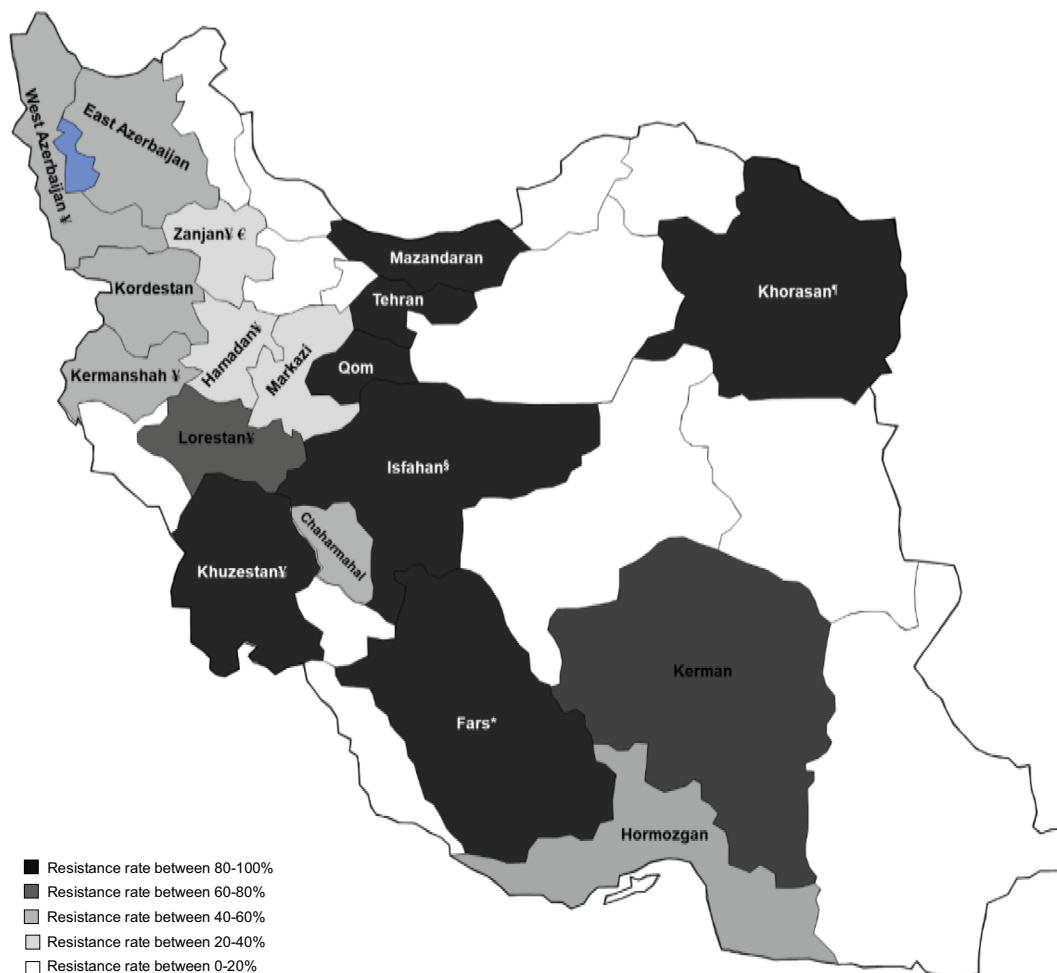 West Azerbaijan ¥
East Azerbaijan
Zanjan¥ €
Mazandaran
Kordestan
Tehran
Khorasan¶
Kermanshah ¥
Hamadan¥
Markazi
Qom
Lorestan¥
Isfahan§
Chaharmahal
Khuzestan¥
Kerman
Fars*
Hormozgan
Resistance rate between 80-100%
Resistance rate between 60-80%
Resistance rate between 40-60%
Resistance rate between 20-40%
Resistance rate between 0-20%